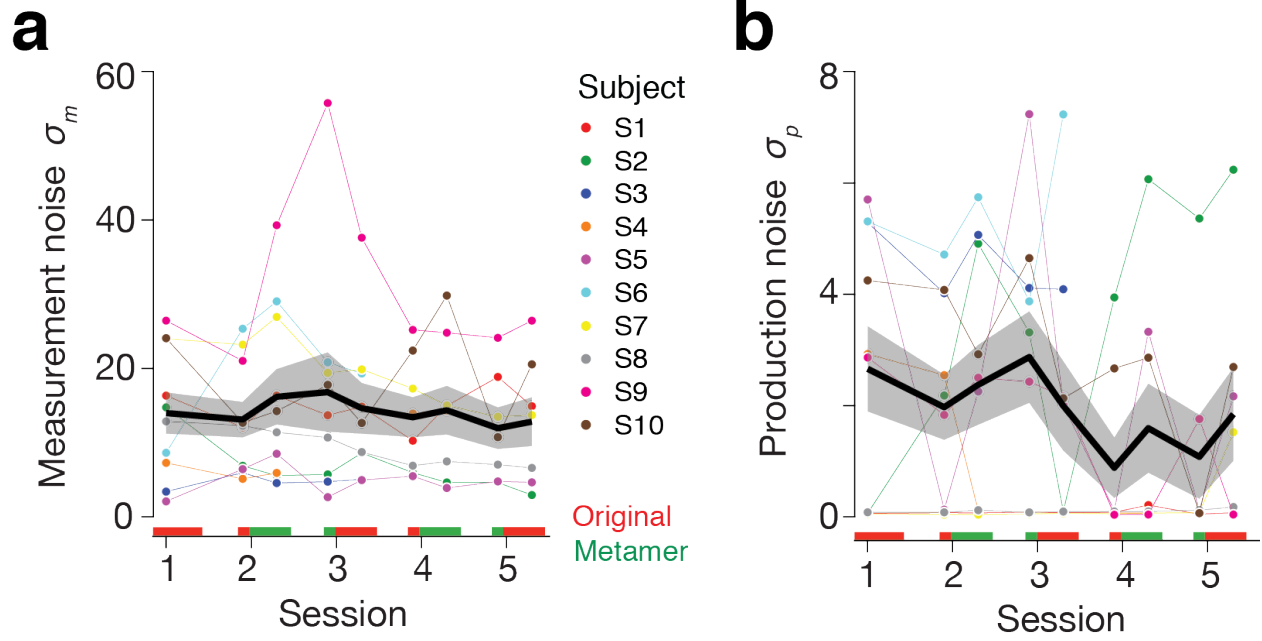 a
Measurement noise σm
60
40
20
0
1 2 3 4 5
Session
Subject
S1
S2
S3
S4
S5
S6
S7
S8
S9
S10
Original
Metamer
b
Production noise σp
8
4
0
1 2 3 4 5
Session